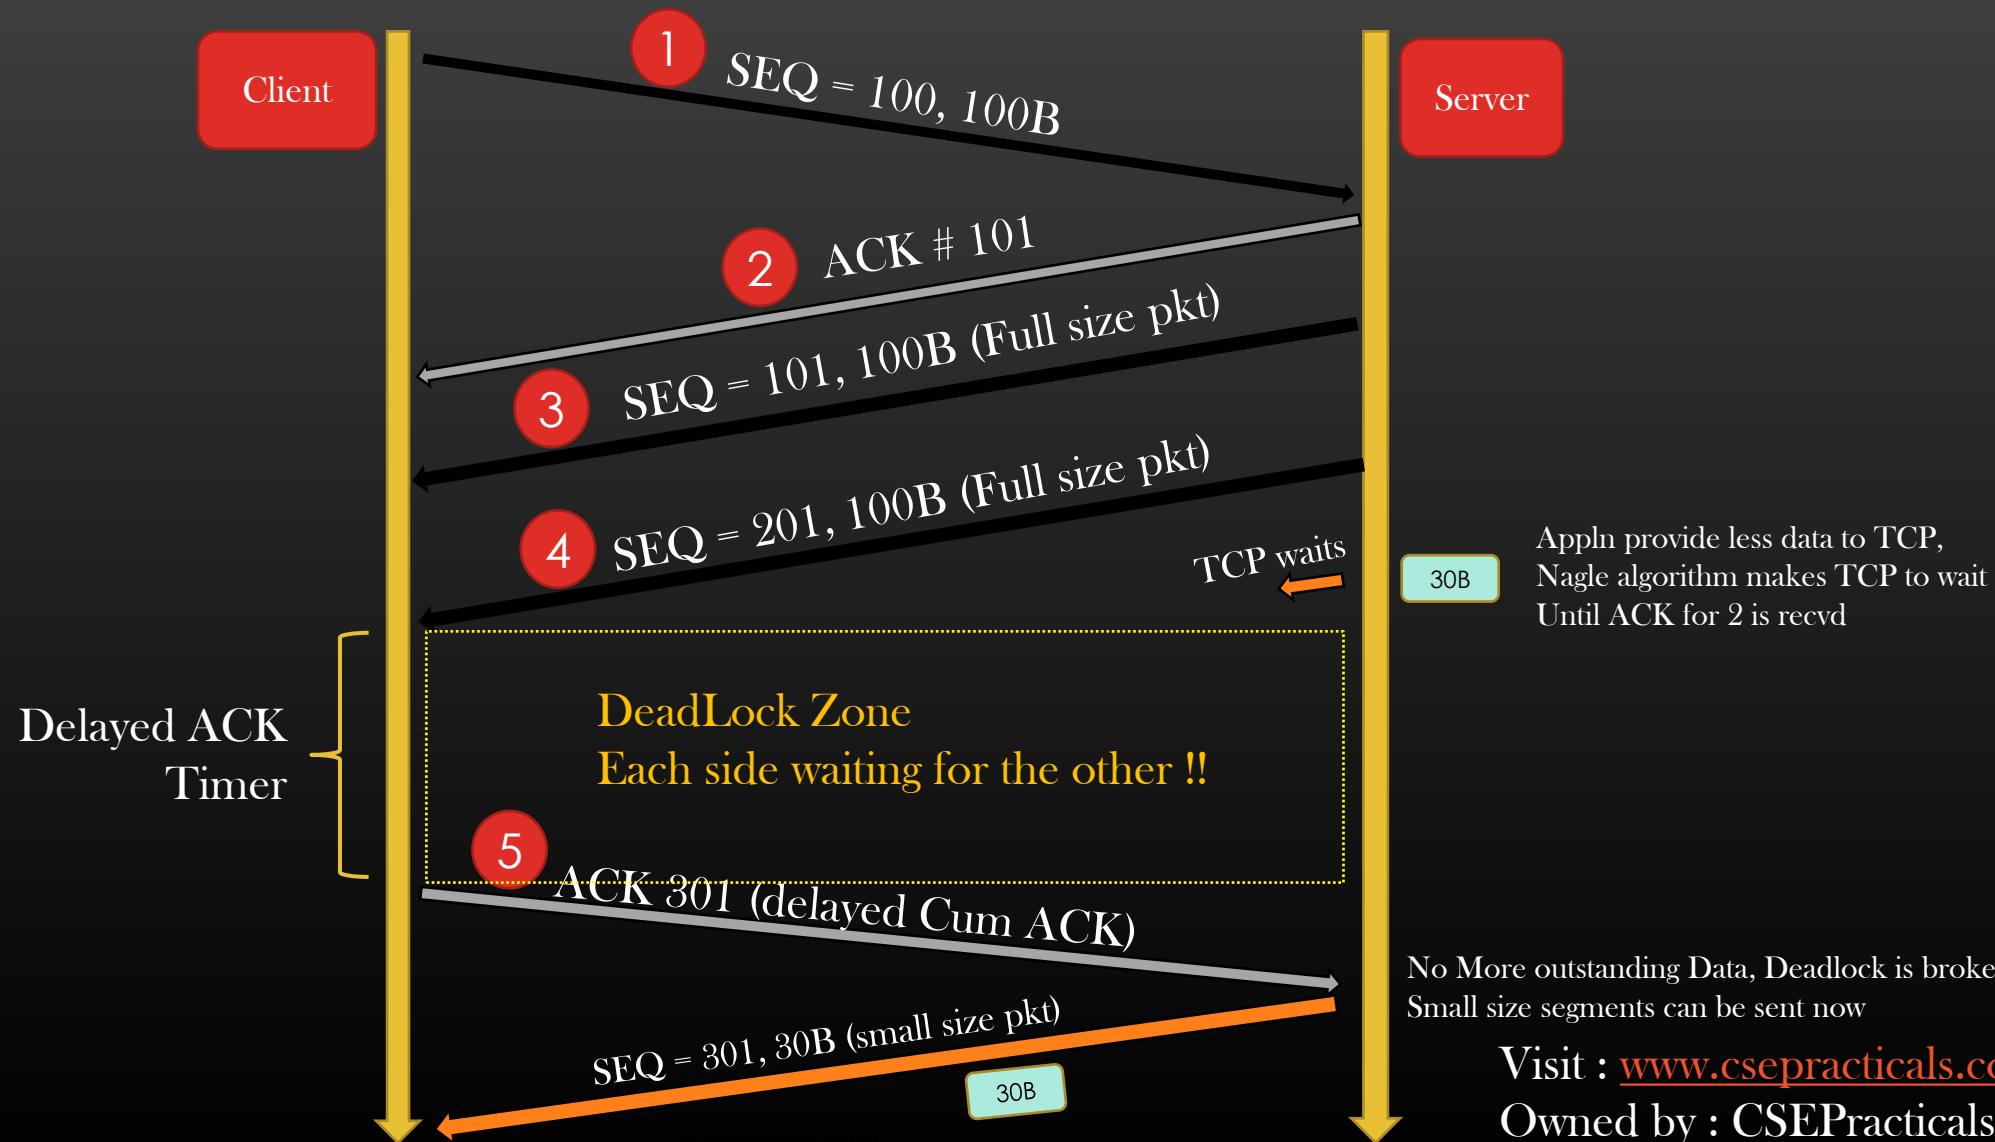 Client
Server
1
SEQ = 100, 100B
2
ACK # 101
3
SEQ = 101, 100B (Full size pkt)
4
SEQ = 201, 100B (Full size pkt)
TCP waits
30B
Appln provide less data to TCP,
Nagle algorithm makes TCP to wait
Until ACK for 2 is recvd
Delayed ACK
Timer
DeadLock Zone
Each side waiting for the other !!
5
ACK 301 (delayed Cum ACK)
No More outstanding Data, Deadlock is broke
Small size segments can be sent now
SEQ = 301, 30B (small size pkt)
30B
Visit : www.csepracticals.co
Owned by : CSEPracticals